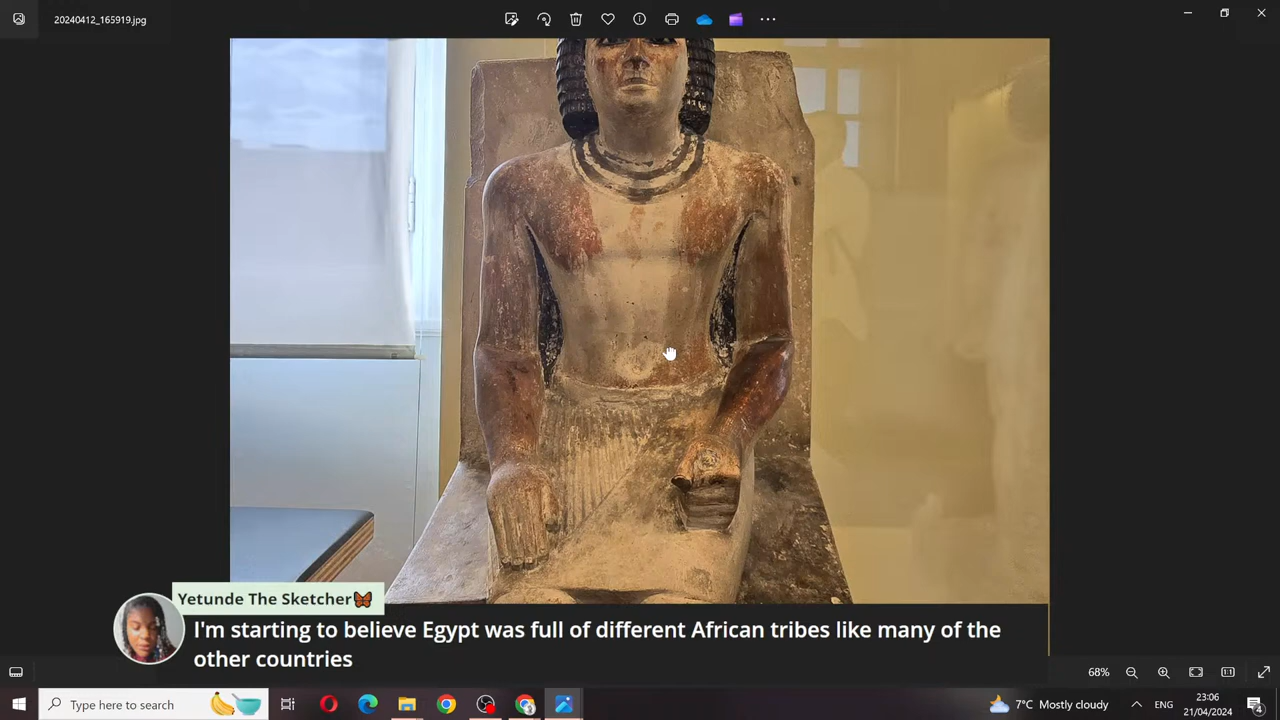 20240412_165919.jpg
Yetunde The Sketcher🦋
I'm starting to believe Egypt was full of different African tribes like many of the
other countries
68%
Type here to search
7°C Mostly cloudy
ENG
23:06
21/04/2024
4